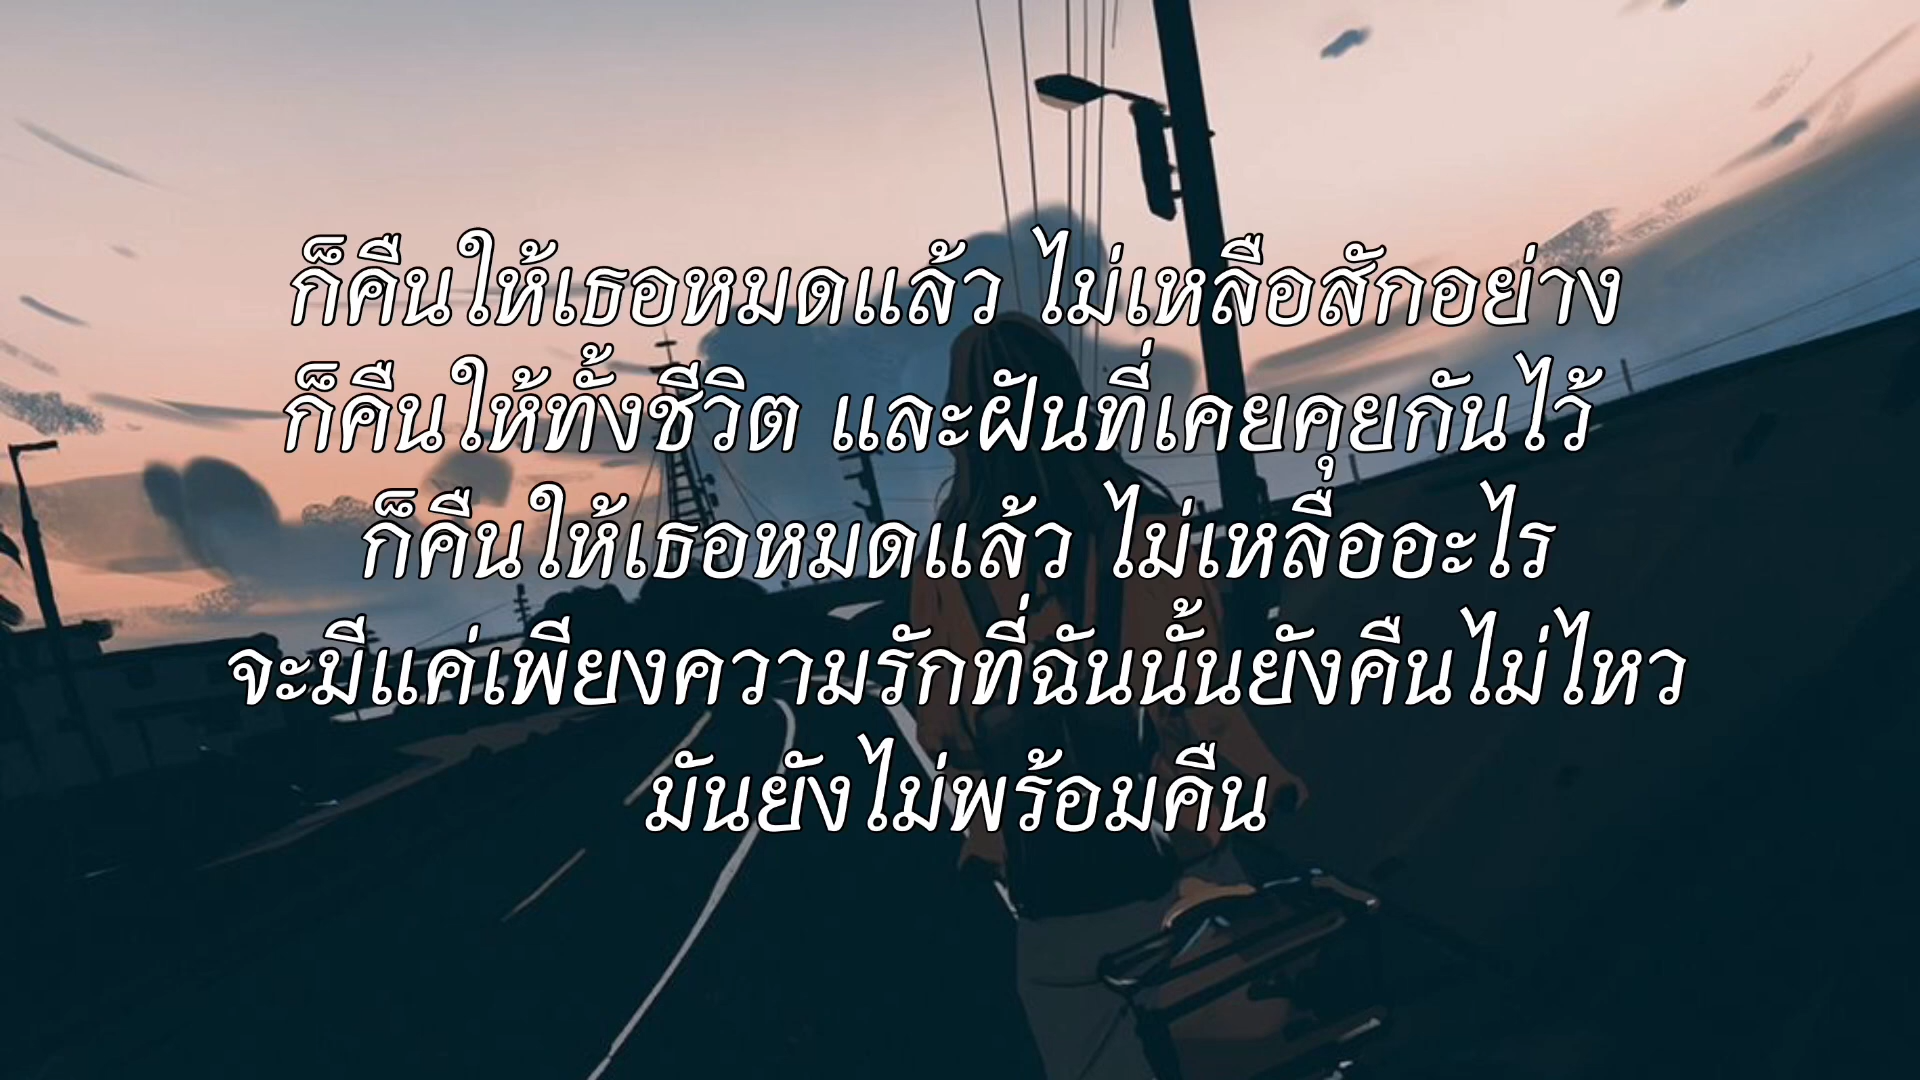 ก็คืนให้เธอหมดแล้ว ไม่เหลือสักอย่าง
ก็คืนให้ทั้งชีวิต และฝันที่เคยคุยกันไว้
ก็คืนให้เธอหมดแล้ว ไม่เหลืออะไร
จะมีแค่เพียงความรักที่ฉันนั้นยังคืนไม่ไหว
มันยังไม่พร้อมคืน